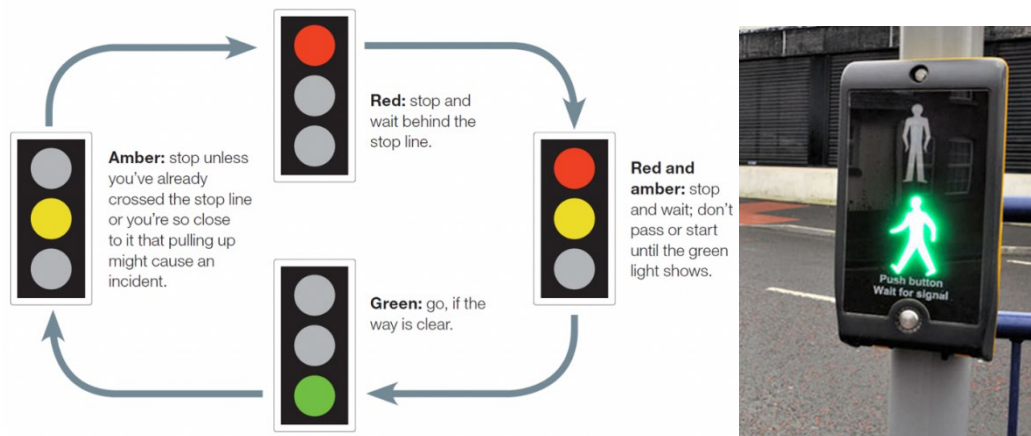 Red: stop and
wait behind the
stop line.
Amber: stop unless
you've already
crossed the stop line
or you're so close
to it that pulling up
might cause an
incident.
Red and
amber: stop
and wait; don't
pass or start
until the green
light shows.
Green: go, if the
way is clear.
Push button
Wait for signal